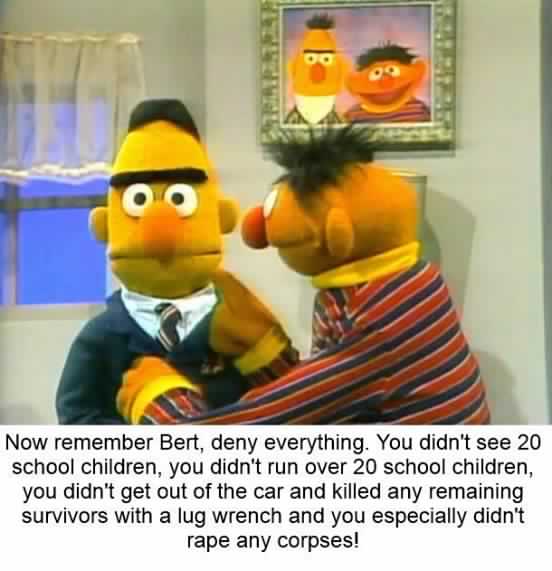 Now remember Bert, deny everything. You didn't see 20
school children, you didn't run over 20 school children,
you didn't get out of the car and killed any remaining
survivors with a lug wrench and you especially didn't
rape any corpses!